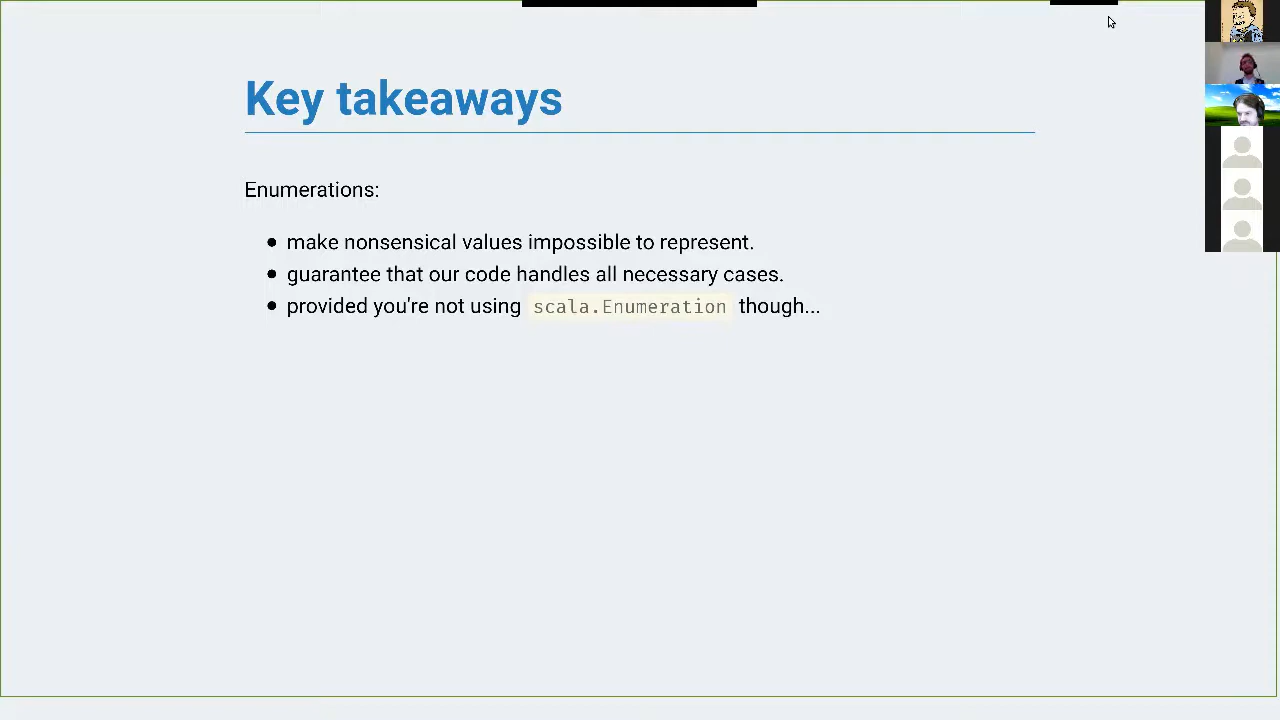 Key takeaways
Enumerations:
make nonsensical values impossible to represent.
guarantee that our code handles all necessary cases.
provided you're not using scala.Enumeration though...